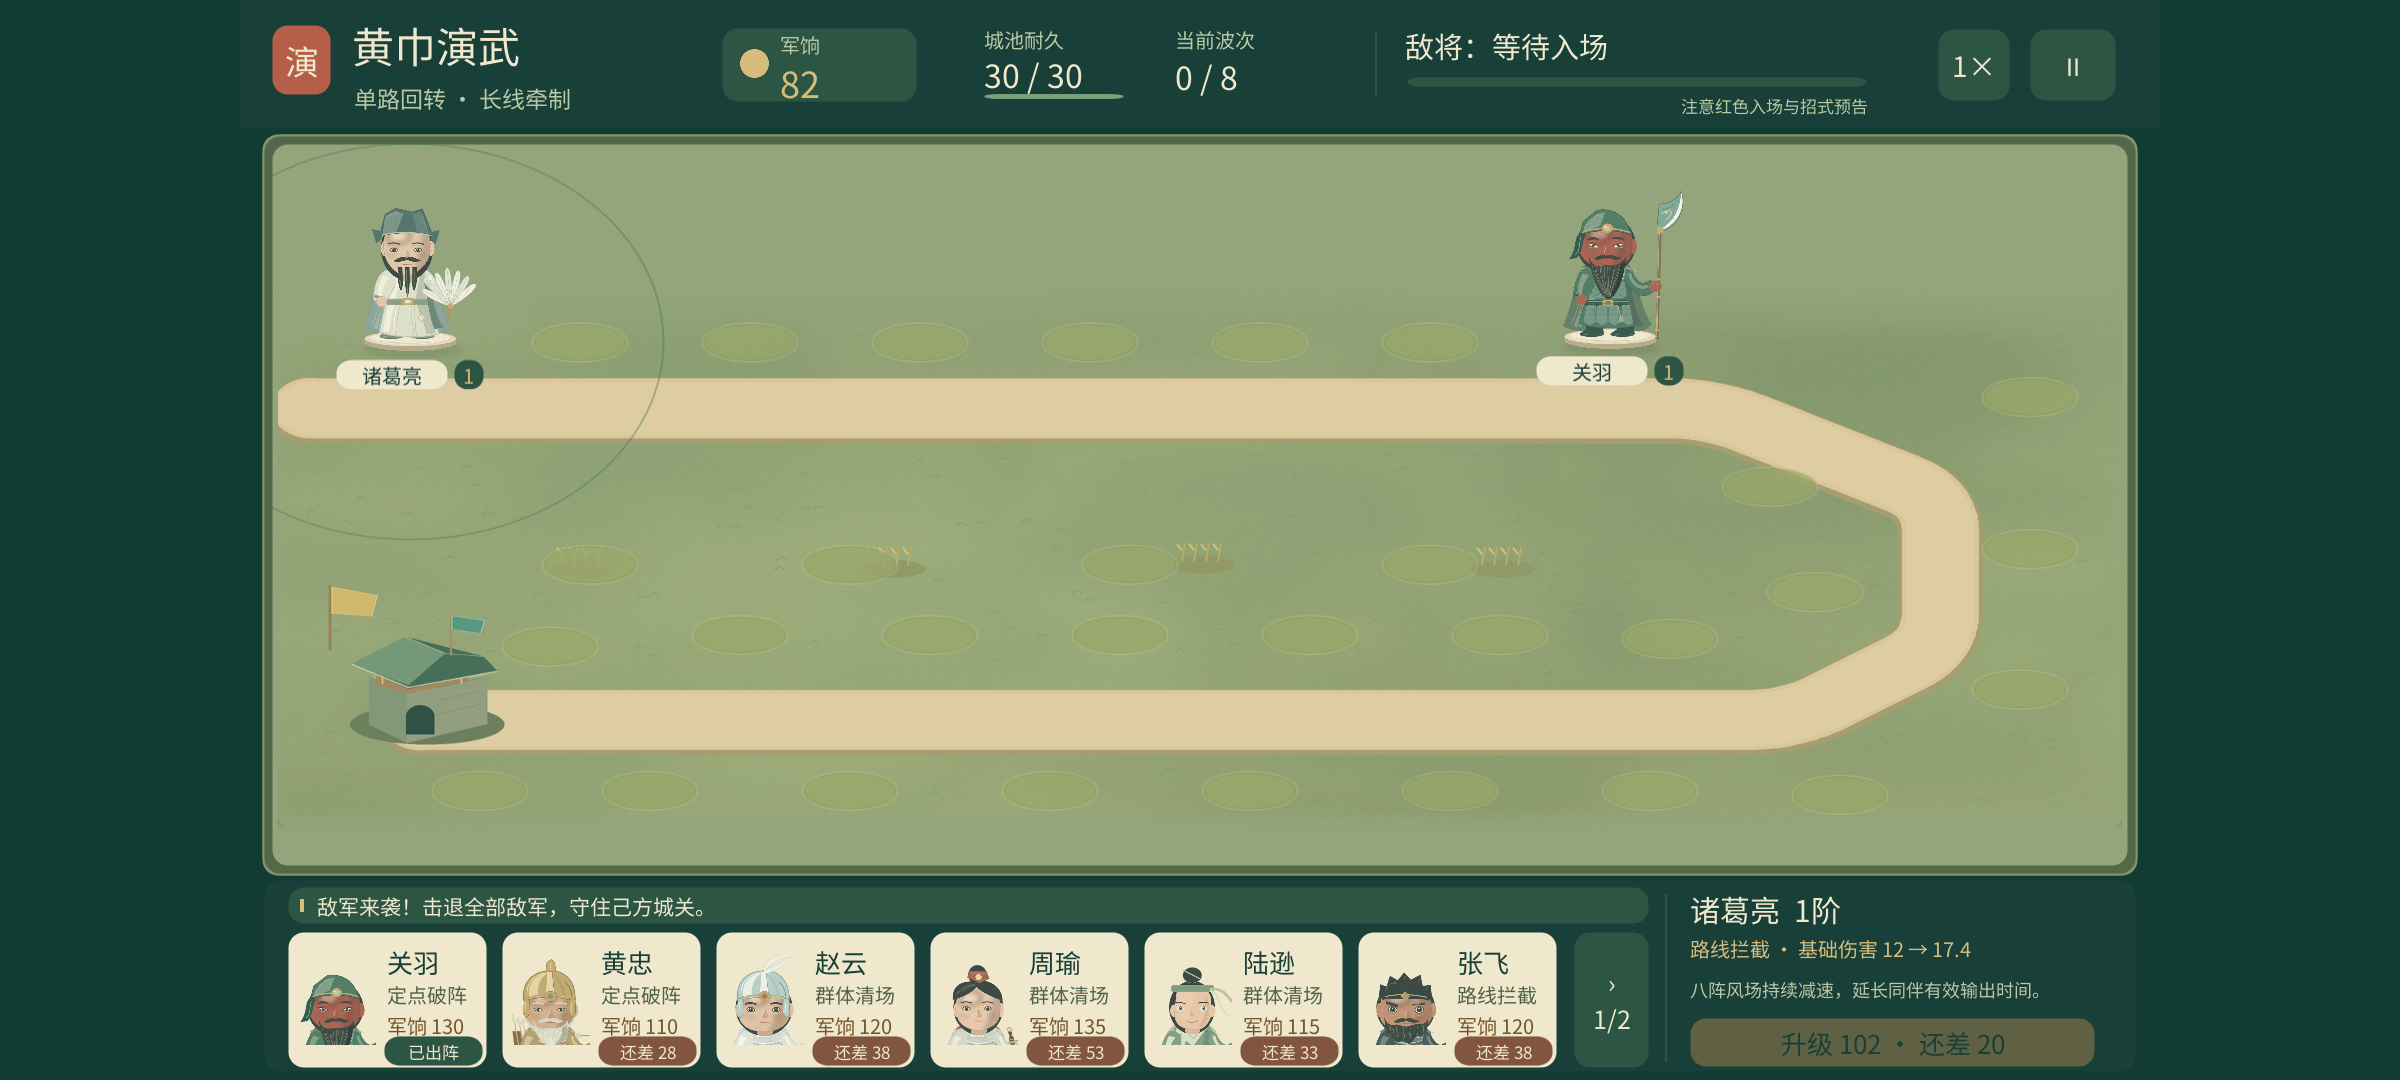 演
黄巾演武
单路回转 · 长线牵制
军饷
82
城池耐久
30 / 30
当前波次
0 / 8
敌将：等待入场
注意红色入场与招式预告
1×
II
诸葛亮 1
关羽 1
敌军来袭！击退全部敌军，守住己方城关。
关羽
定点破阵
军饷 130
已出阵
黄忠
定点破阵
军饷 110
还差 28
赵云
群体清场
军饷 120
还差 38
周瑜
群体清场
军饷 135
还差 53
陆逊
群体清场
军饷 115
还差 33
张飞
路线拦截
军饷 120
还差 38
›
1/2
诸葛亮 1阶
路线拦截 · 基础伤害 12 → 17.4
八阵风场持续减速，延长同伴有效输出时间。
升级 102 · 还差 20